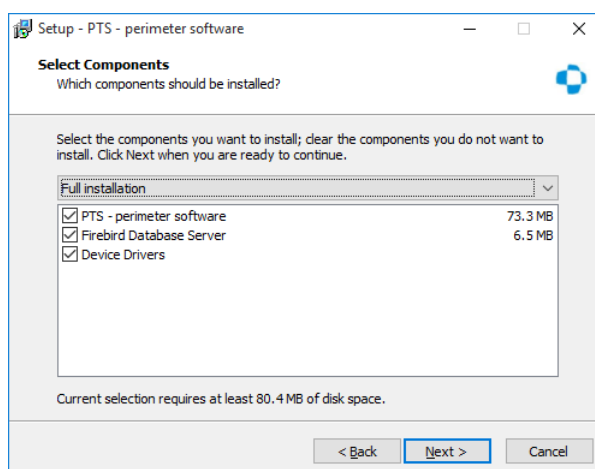 Setup - PTS - perimeter software
Select Components
Which components should be installed?
Select the components you want to install; clear the components you do not want to
install. Click Next when you are ready to continue.
Full installation
PTS - perimeter software 73.3 MB
Firebird Database Server 6.5 MB
Device Drivers
Current selection requires at least 80.4 MB of disk space.
< Back Next > Cancel